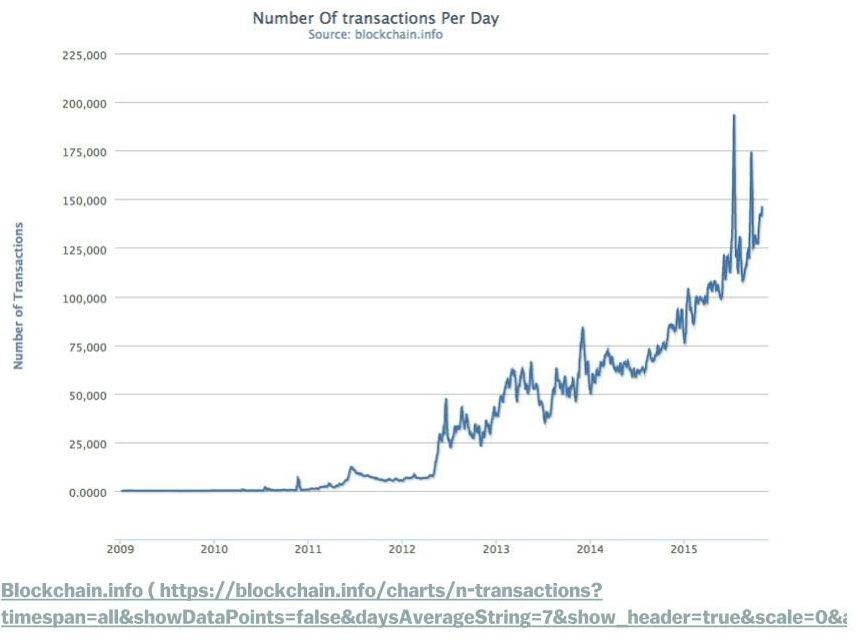 Number Of transactions Per Day
Source: blockchain.info
Number of Transactions
225,000
200,000
175,000
150,000
125,000
100,000
75,000
50,000
25,000
0.0000
2009 2010 2011 2012 2013 2014 2015
Blockchain.info ( https://blockchain.info/charts/n-transactions?
timespan=all&showDataPoints=false&daysAverageString=7&show_header=true&scale=0&a